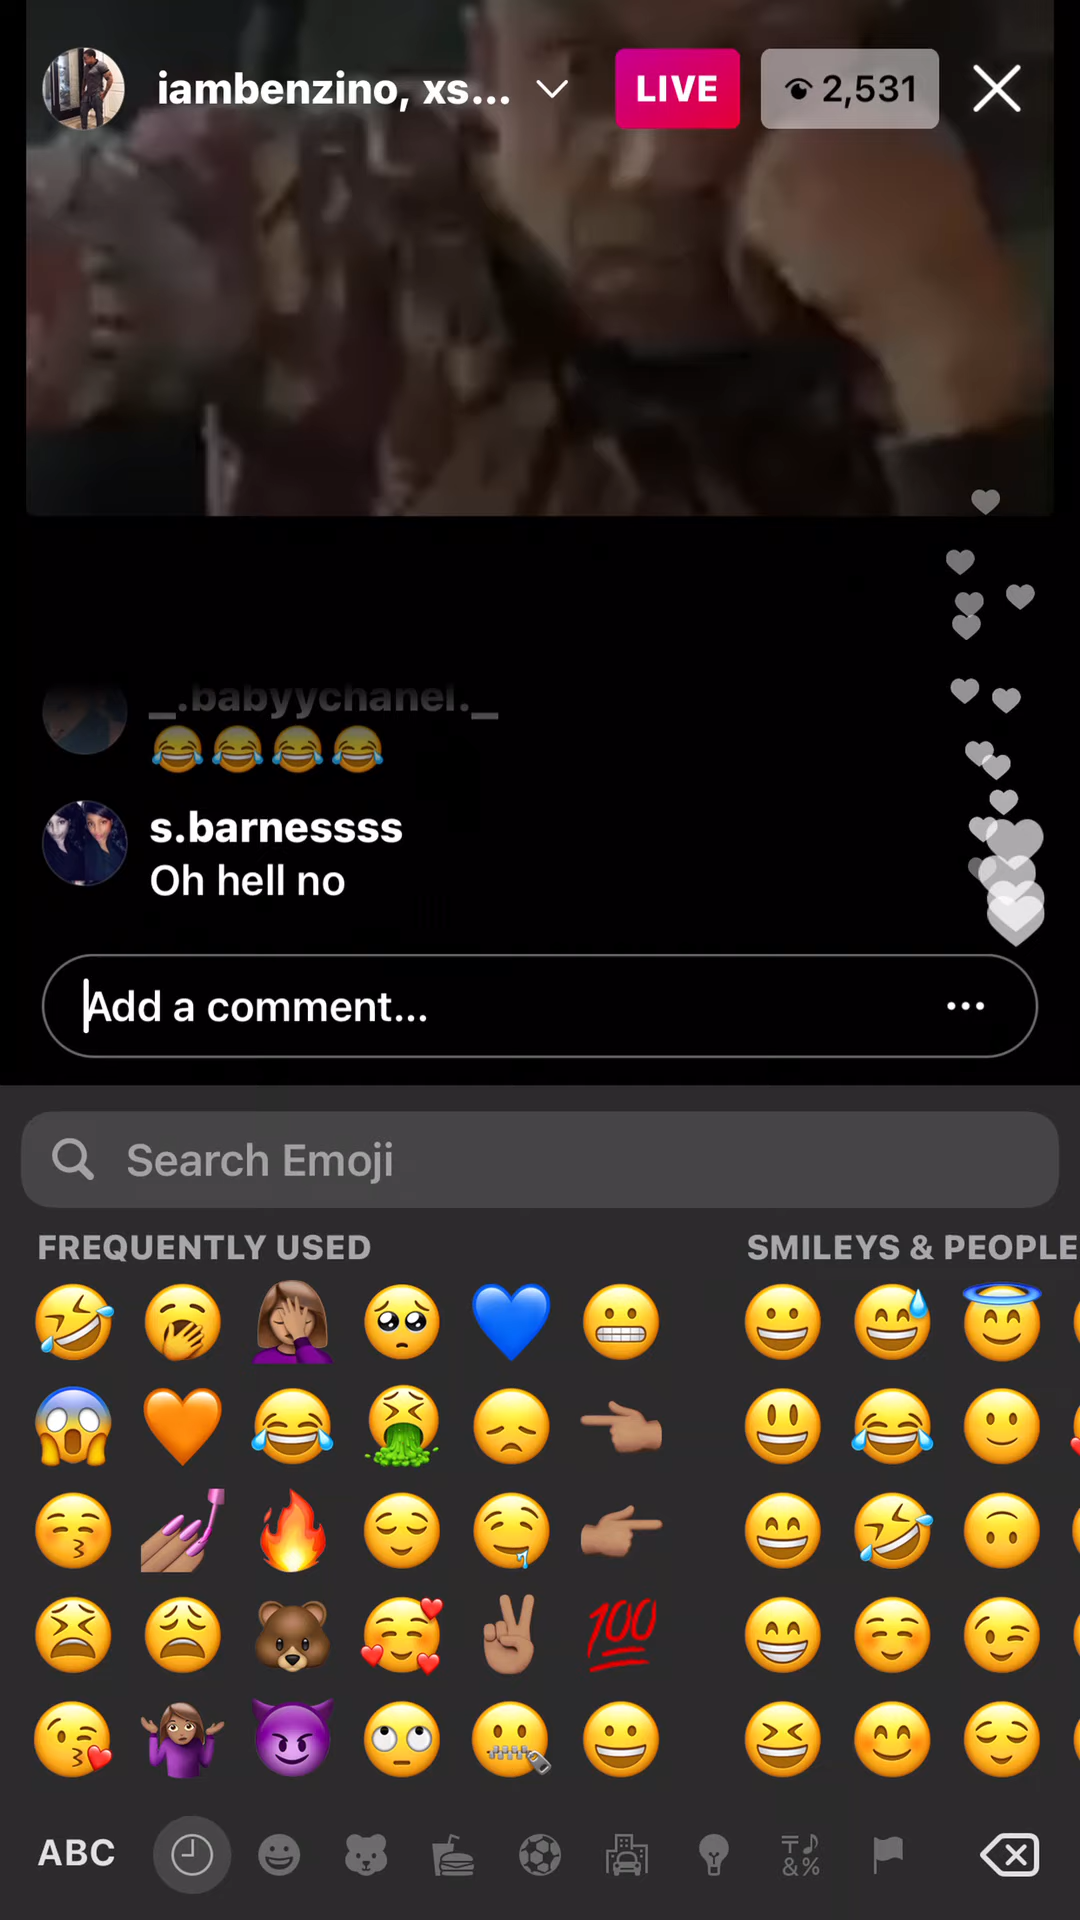 iambenzino, xs...
LIVE
2,531
_.babyychanel._
😂😂😂😂
s.barnessss
Oh hell no
Add a comment...
Search Emoji
FREQUENTLY USED
SMILEYS & PEOPLE
100
ABC
&%